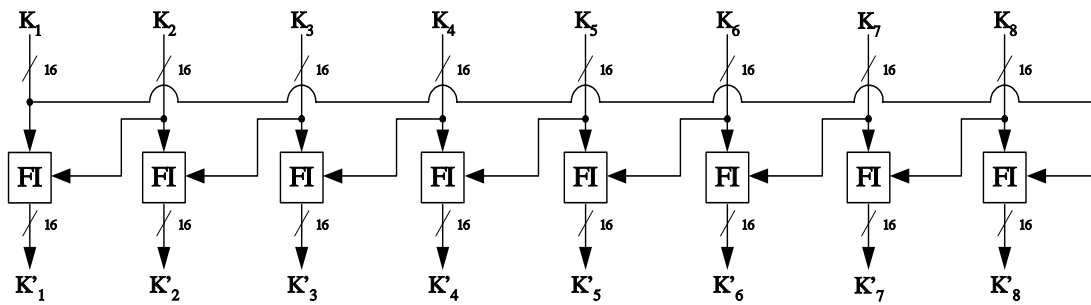 K₁ K₂ K₃ K₄ K₅ K₆ K₇ K₈
16 16 16 16 16 16 16 16
FI FI FI FI FI FI FI FI
16 16 16 16 16 16 16 16
K'₁ K'₂ K'₃ K'₄ K'₅ K'₆ K'₇ K'₈